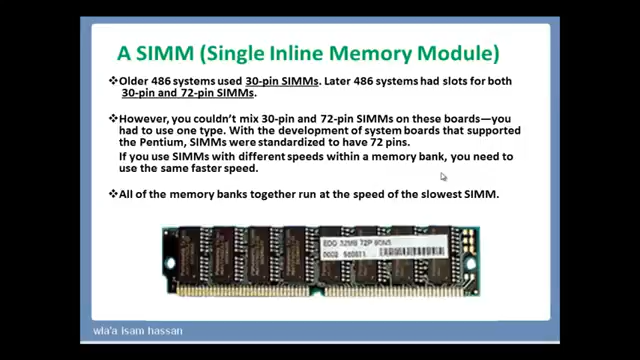 A SIMM (Single Inline Memory Module)
❖Older 486 systems used 30-pin SIMMs. Later 486 systems had slots for both
30-pin and 72-pin SIMMs.
❖However, you couldn't mix 30-pin and 72-pin SIMMs on these boards—you
had to use one type. With the development of system boards that supported
the Pentium, SIMMs were standardized to have 72 pins.
If you use SIMMs with different speeds within a memory bank, you need to
use the same faster speed.
❖All of the memory banks together run at the speed of the slowest SIMM.
EDO 32MB 72P 60NS
wla'a isam hassan